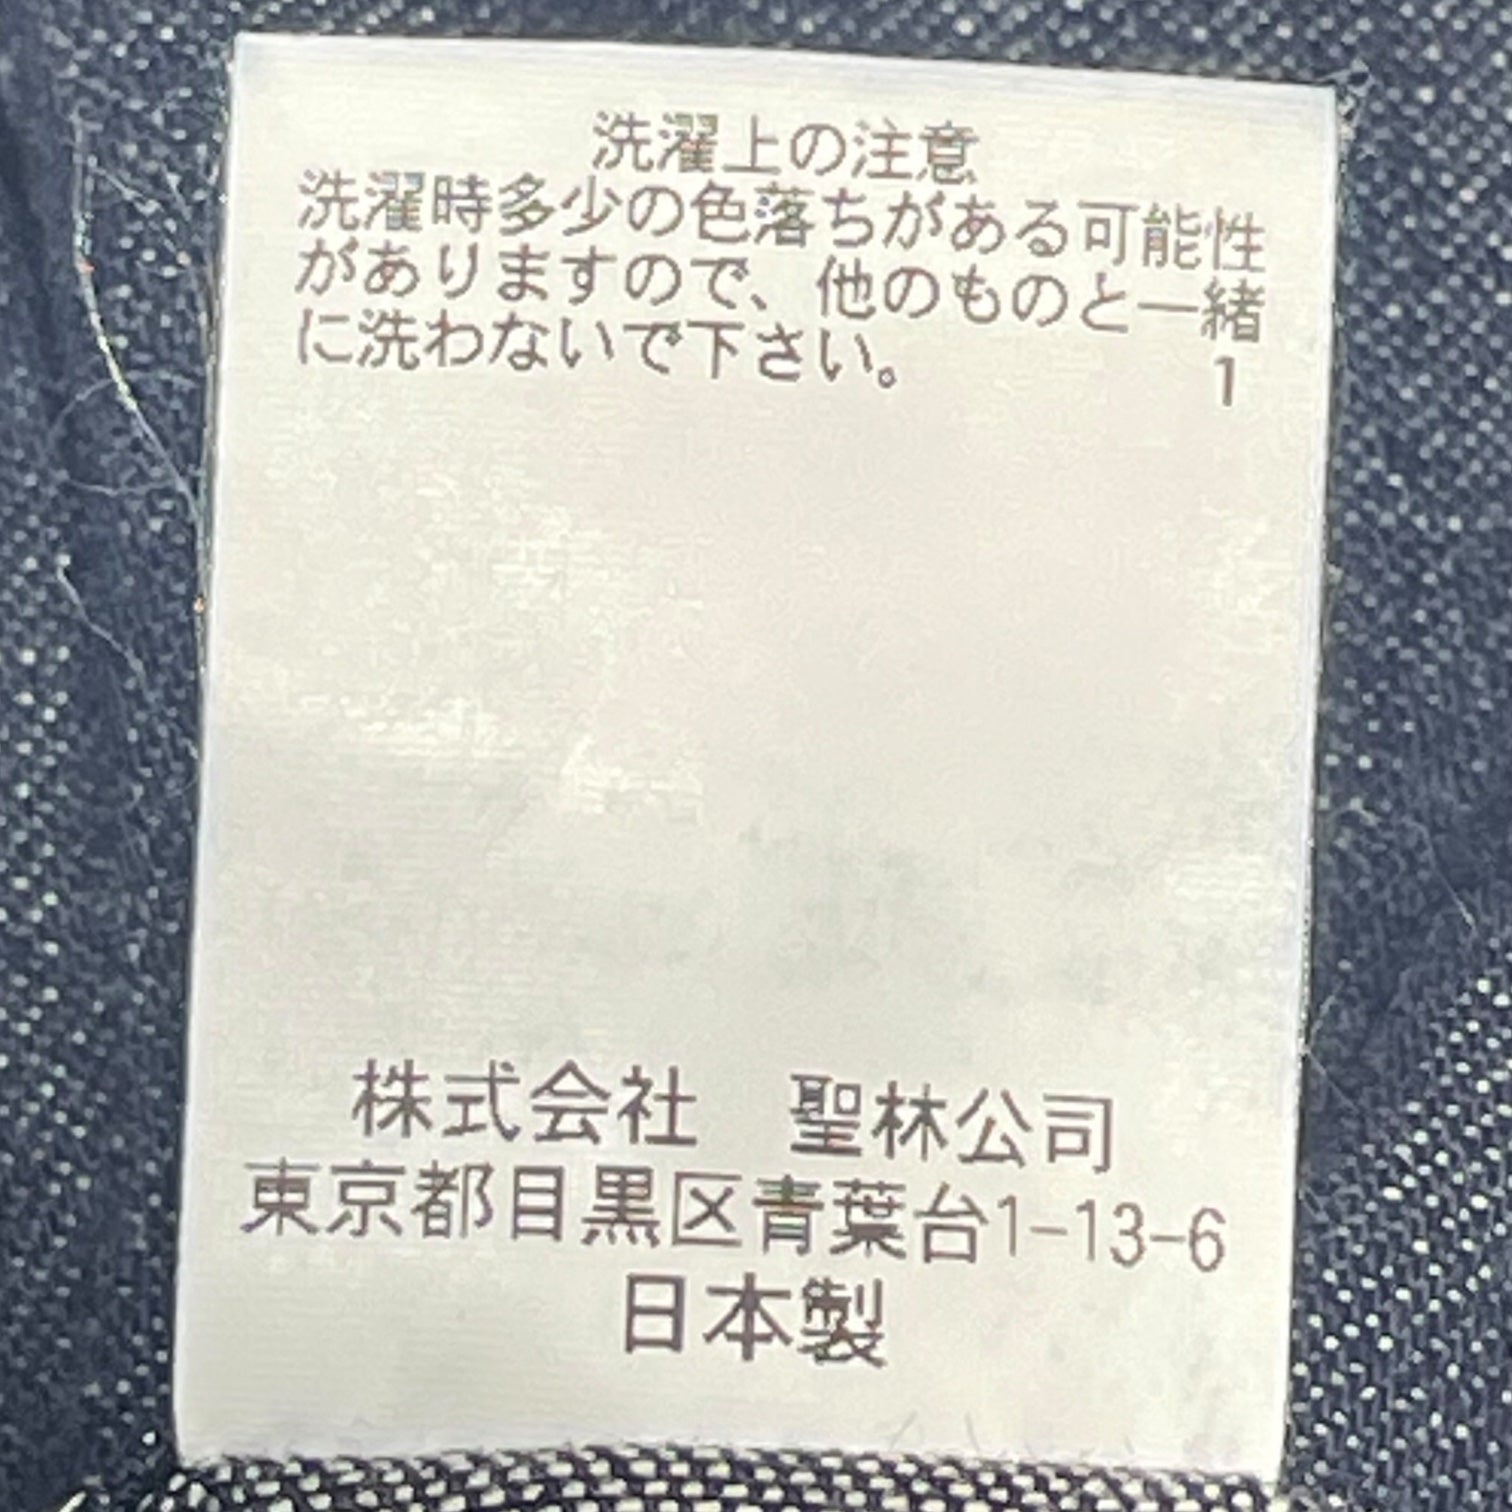 洗濯上の注意
洗濯時多少の色落ちがある可能性
がありますので、他のものと一緒
に洗わないで下さい。
1
株式会社　聖林公司
東京都目黒区青葉台1-13-6
日本製